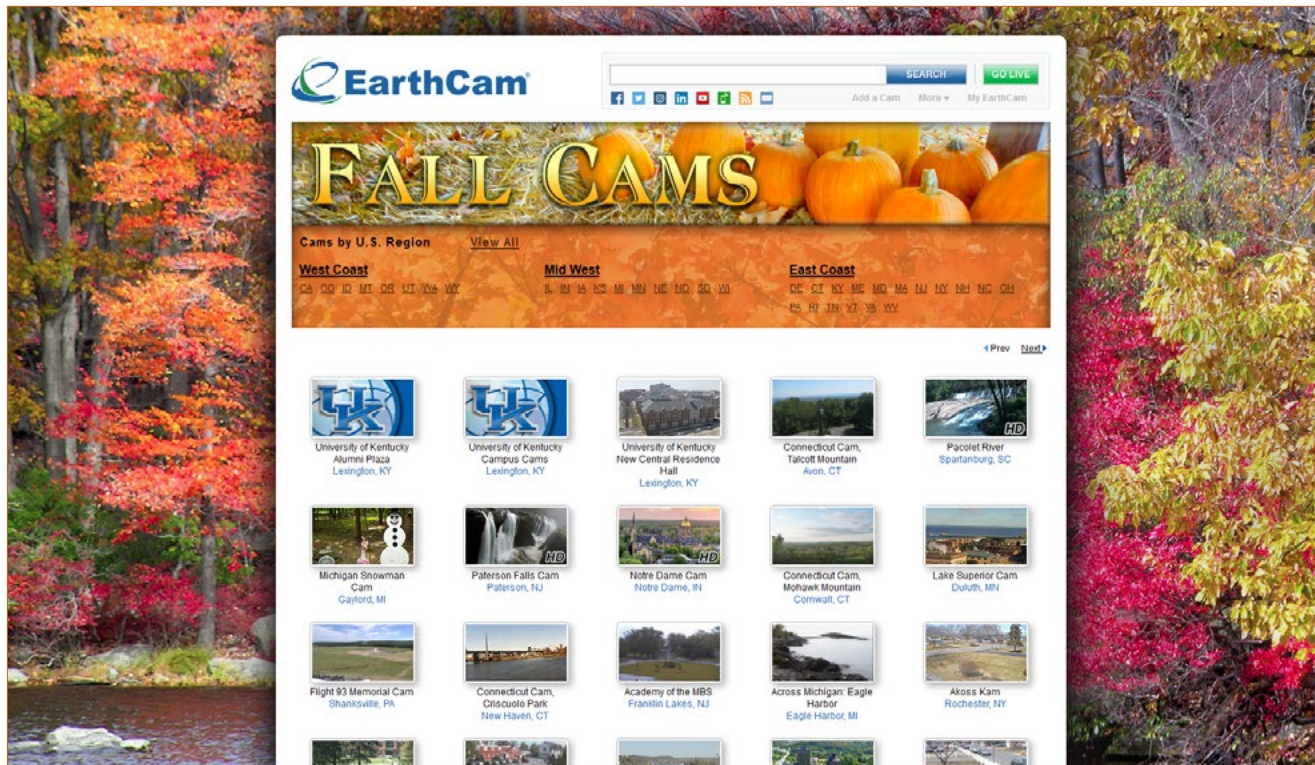 EarthCam
SEARCH
GO LIVE
Add a Cam More My EarthCam
FALL CAMS
Cams by U.S. Region View All
West Coast
CA CO ID MT OR UT WA WY
Mid West
IL IN IA KS MI MN NE ND SD WI
East Coast
DE CT KY ME MD MA NJ NY NH NC OH
PA RI TN VT VA WV
Prev Next
UK
University of Kentucky
Alumni Plaza
Lexington, KY
UK
University of Kentucky
Campus Cams
Lexington, KY
University of Kentucky
New Central Residence
Hall
Lexington, KY
Connecticut Cam,
Talcott Mountain
Avon, CT
HD
Pacolet River
Spartanburg, SC
Michigan Snowman
Cam
Gaylord, MI
HD
Paterson Falls Cam
Paterson, NJ
HD
Notre Dame Cam
Notre Dame, IN
Connecticut Cam,
Mohawk Mountain
Cornwall, CT
Lake Superior Cam
Duluth, MN
Flight 93 Memorial Cam
Shanksville, PA
Connecticut Cam,
Criscuolo Park
New Haven, CT
Academy of the MBS
Franklin Lakes, NJ
Across Michigan: Eagle
Harbor
Eagle Harbor, MI
Akoss Kam
Rochester, NY